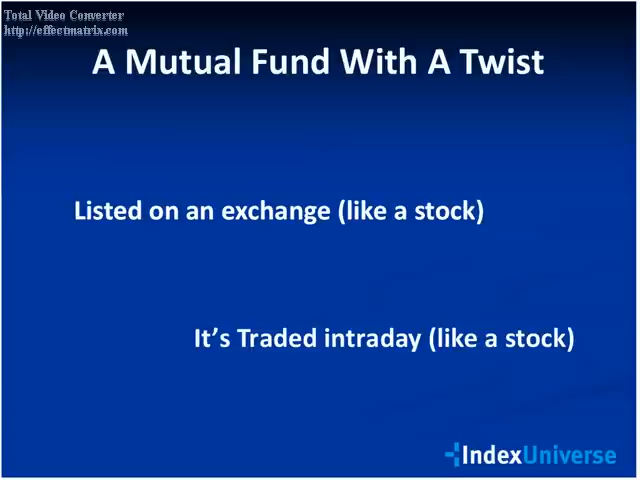 Total Video Converter
http://effectmatrix.com
A Mutual Fund With A Twist
Listed on an exchange (like a stock)
It's Traded intraday (like a stock)
IndexUniverse